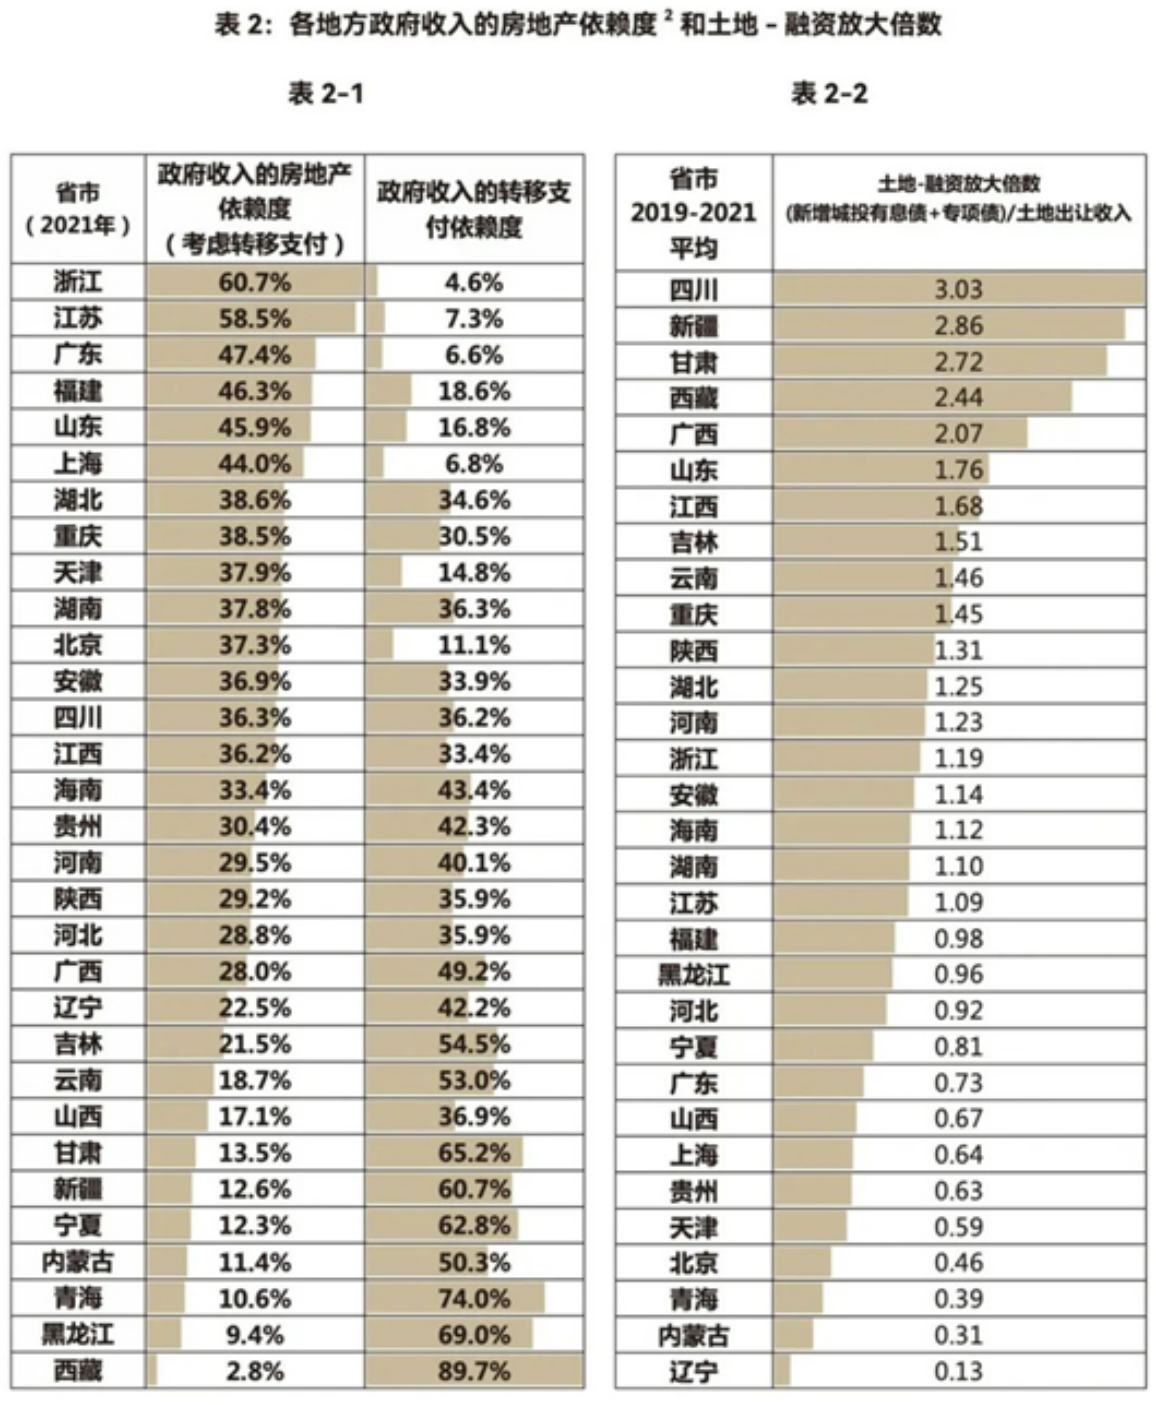 表 2：各地方政府收入的房地产依赖度 2 和土地 – 融资放大倍数
表 2–1
省市
（2021年）
政府收入的房地产
依赖度
（考虑转移支付）
政府收入的转移支
付依赖度
浙江 60.7% 4.6%
江苏 58.5% 7.3%
广东 47.4% 6.6%
福建 46.3% 18.6%
山东 45.9% 16.8%
上海 44.0% 6.8%
湖北 38.6% 34.6%
重庆 38.5% 30.5%
天津 37.9% 14.8%
湖南 37.8% 36.3%
北京 37.3% 11.1%
安徽 36.9% 33.9%
四川 36.3% 36.2%
江西 36.2% 33.4%
海南 33.4% 43.4%
贵州 30.4% 42.3%
河南 29.5% 40.1%
陕西 29.2% 35.9%
河北 28.8% 35.9%
广西 28.0% 49.2%
辽宁 22.5% 42.2%
吉林 21.5% 54.5%
云南 18.7% 53.0%
山西 17.1% 36.9%
甘肃 13.5% 65.2%
新疆 12.6% 60.7%
宁夏 12.3% 62.8%
内蒙古 11.4% 50.3%
青海 10.6% 74.0%
黑龙江 9.4% 69.0%
西藏 2.8% 89.7%
表 2–2
省市
2019-2021
平均
土地-融资放大倍数
(新增城投有息债+专项债)/土地出让收入
四川 3.03
新疆 2.86
甘肃 2.72
西藏 2.44
广西 2.07
山东 1.76
江西 1.68
吉林 1.51
云南 1.46
重庆 1.45
陕西 1.31
湖北 1.25
河南 1.23
浙江 1.19
安徽 1.14
海南 1.12
湖南 1.10
江苏 1.09
福建 0.98
黑龙江 0.96
河北 0.92
宁夏 0.81
广东 0.73
山西 0.67
上海 0.64
贵州 0.63
天津 0.59
北京 0.46
青海 0.39
内蒙古 0.31
辽宁 0.13